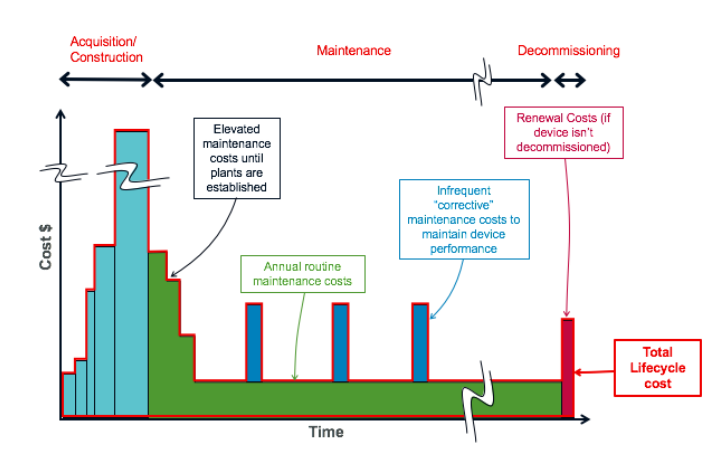 Acquisition/
Construction
Maintenance
Decommissioning
Elevated
maintenance
costs until
plants are
established
Renewal Costs (if
device isn't
decommissioned)
Infrequent
"corrective"
maintenance costs to
maintain device
performance
Annual routine
maintenance costs
Total
Lifecycle
cost
Cost $
Time